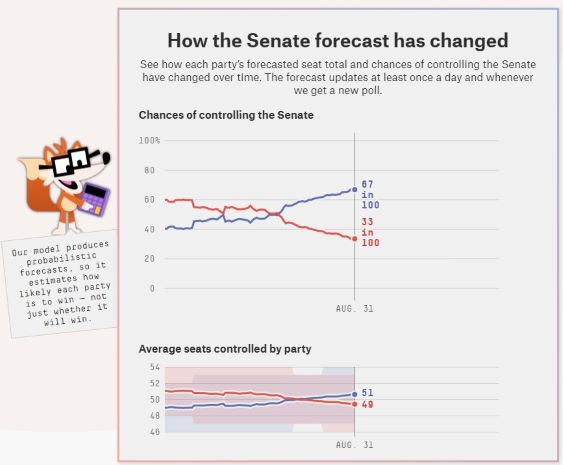 How the Senate forecast has changed
See how each party's forecasted seat total and chances of controlling the Senate
have changed over time. The forecast updates at least once a day and whenever
we get a new poll.
Chances of controlling the Senate
100%
80
60
40
20
0
67
in
100
33
in
100
AUG. 31
Our model produces
probabilistic
forecasts, so it
estimates how
likely each party
is to win — not
just whether it
will win.
Average seats controlled by party
54
52
50
48
46
51
49
AUG. 31